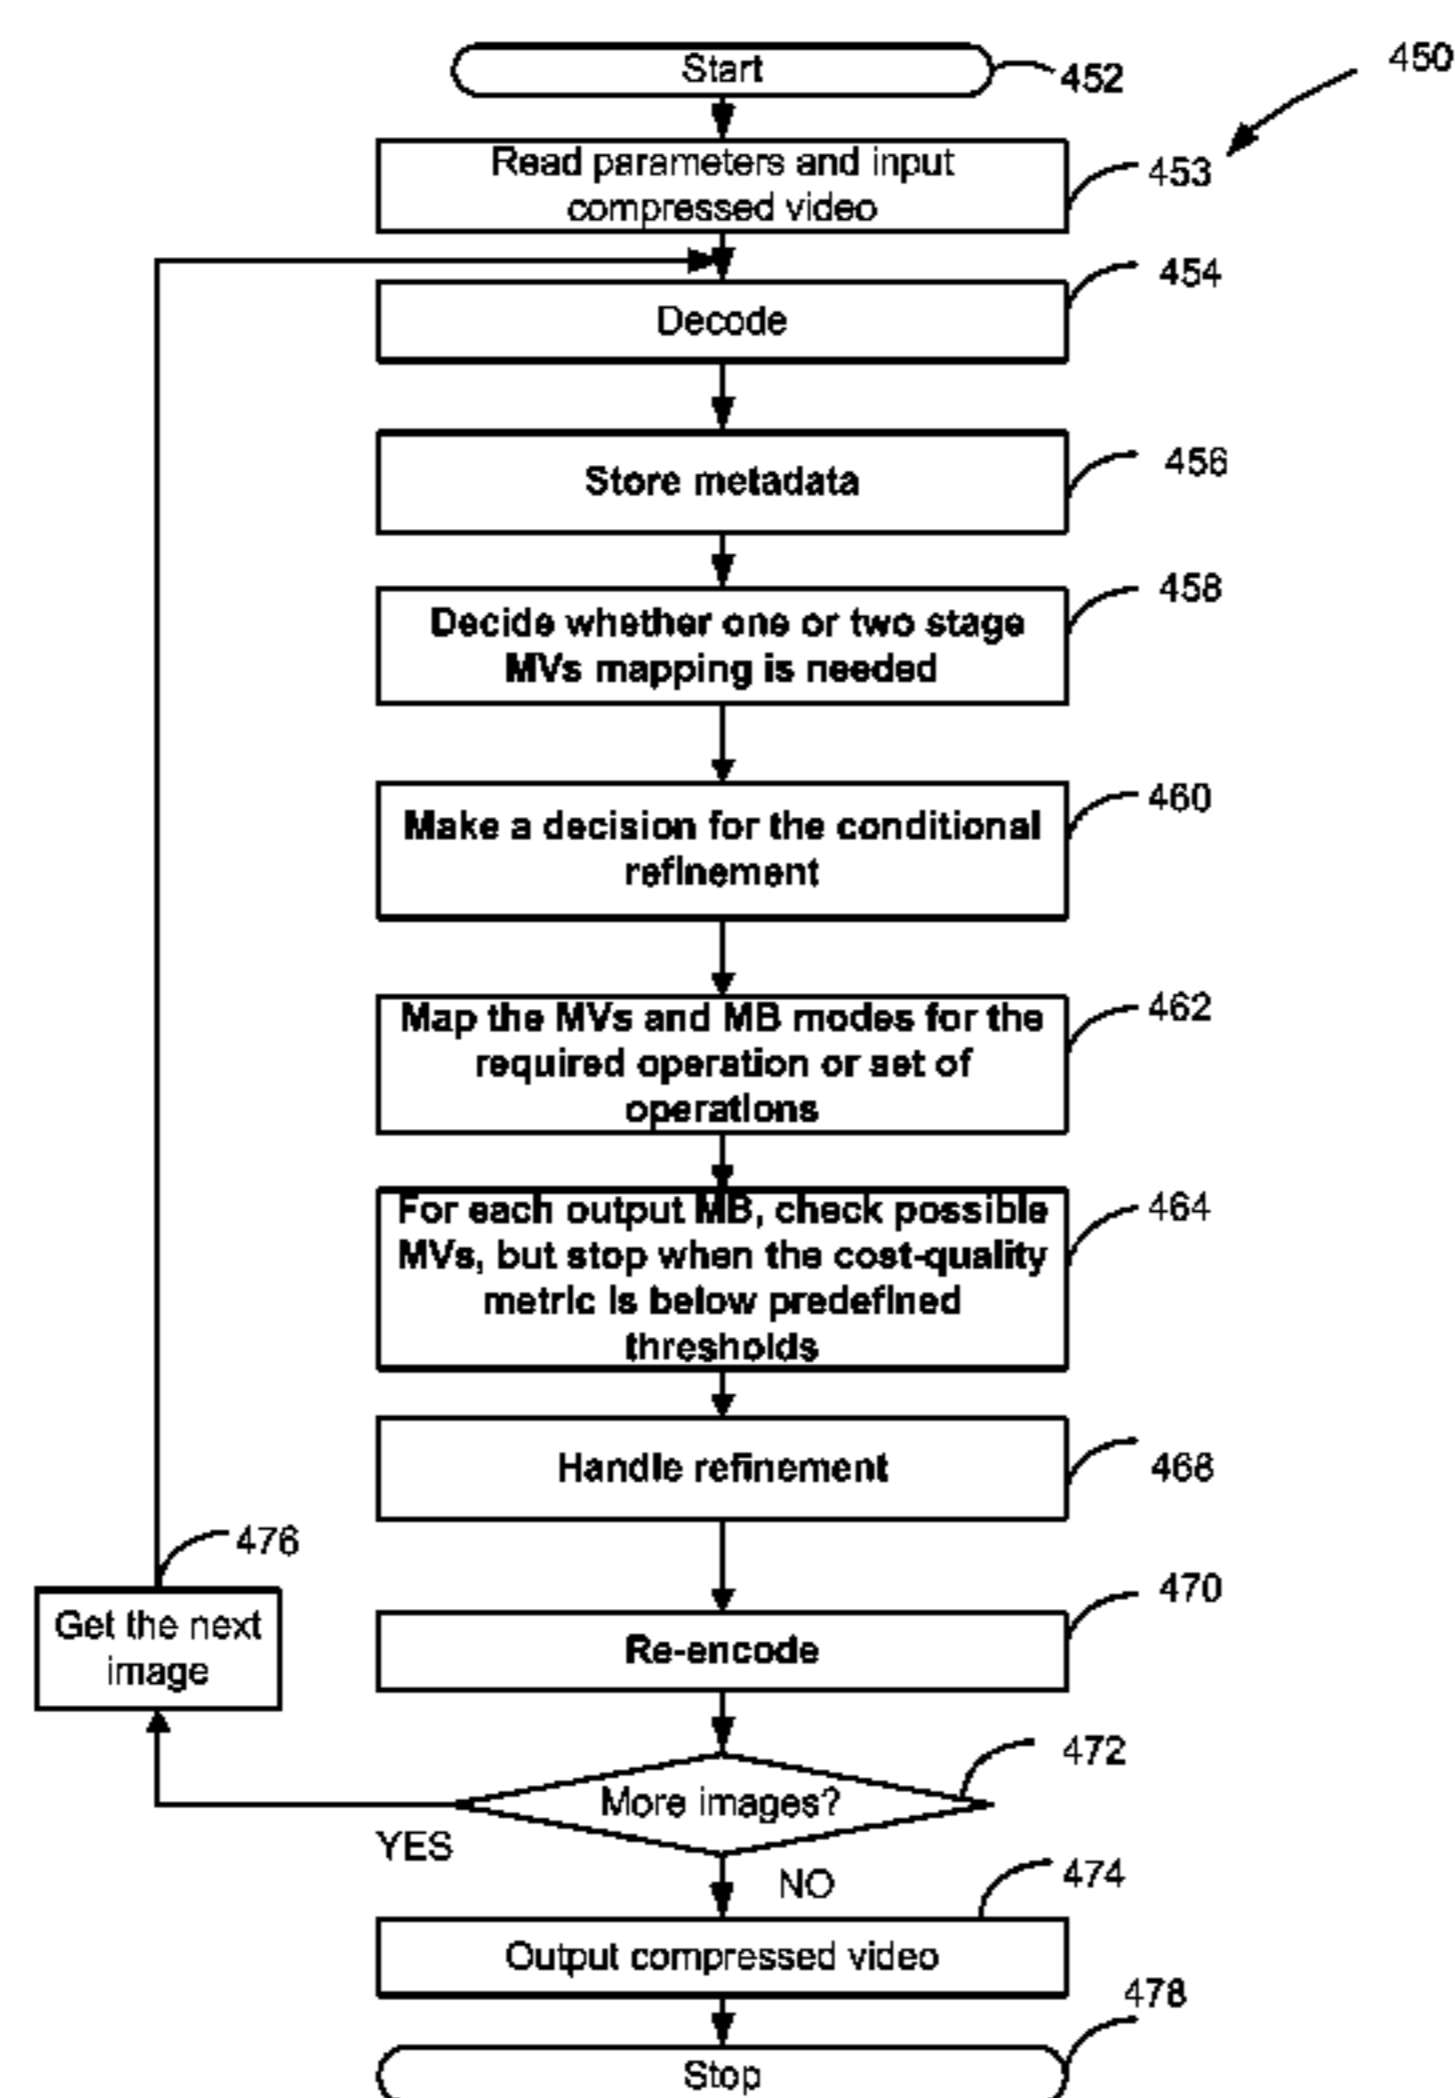 450
Start
452
Read parameters and input
compressed video
453
454
Decode
Store metadata
456
458
Decide whether one or two stage
MVs mapping is needed
460
Make a decision for the conditional
refinement
462
Map the MVs and MB modes for the
required operation or set of
operations
464
For each output MB, check possible
MVs, but stop when the cost-quality
metric is below predefined
thresholds
Handle refinement
468
476
470
Get the next
image
Re-encode
472
More images?
YES
NO
474
Output compressed video
478
Stop